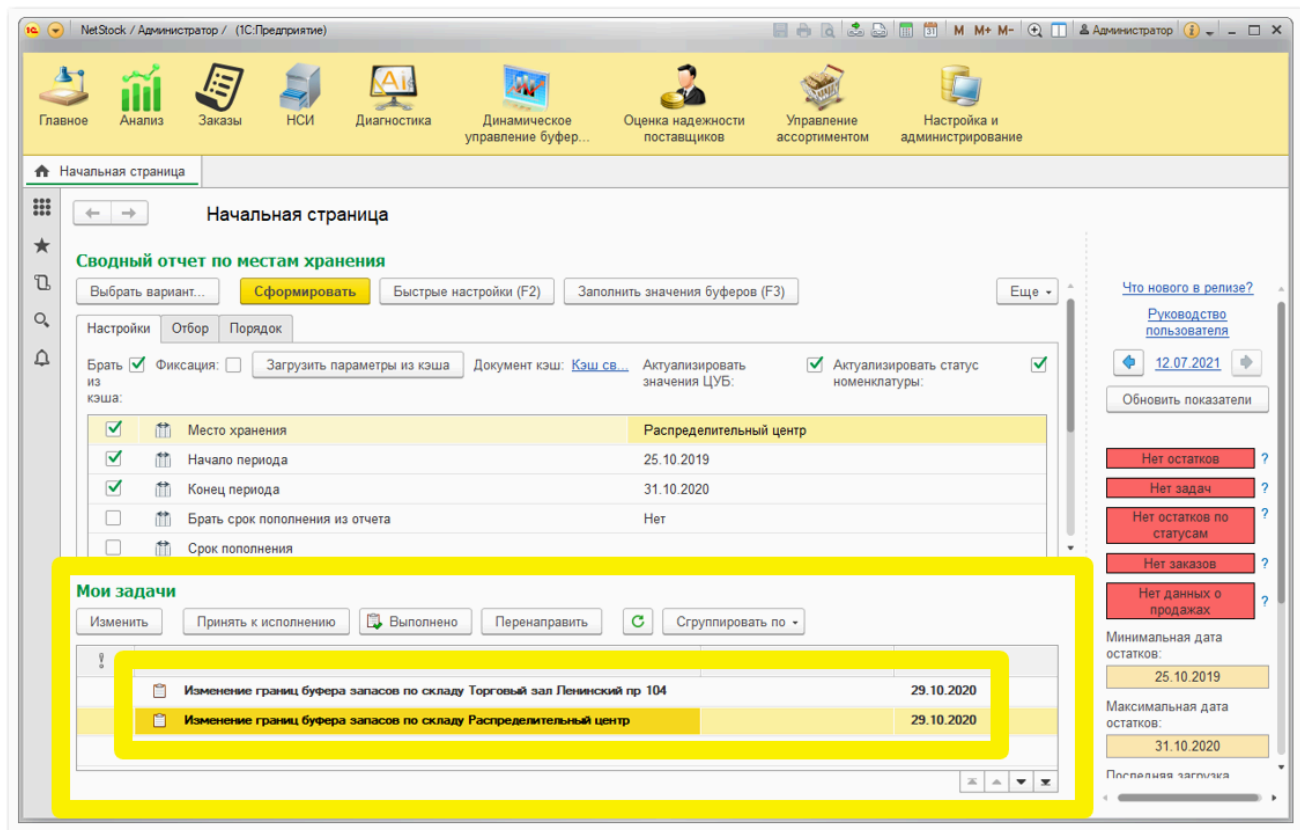 NetStock / Администратор / (1С:Предприятие)
M M+ M- Администратор
Главное Анализ Заказы НСИ Диагностика Динамическое управление буфер... Оценка надежности поставщиков Управление ассортиментом Настройка и администрирование
Начальная страница
Начальная страница
Сводный отчет по местам хранения
Выбрать вариант... Сформировать Быстрые настройки (F2) Заполнить значения буферов (F3) Еще
Настройки Отбор Порядок
Брать из кэша: Фиксация: Загрузить параметры из кэша Документ кэш: Кэш св... Актуализировать значения ЦУБ: Актуализировать статус номенклатуры:
Место хранения Распределительный центр
Начало периода 25.10.2019
Конец периода 31.10.2020
Брать срок пополнения из отчета Нет
Срок пополнения
Мои задачи
Изменить Принять к исполнению Выполнено Перенаправить Сгруппировать по
Изменение границ буфера запасов по складу Торговый зал Ленинский пр 104 29.10.2020
Изменение границ буфера запасов по складу Распределительный центр 29.10.2020
Что нового в релизе?
Руководство
пользователя
12.07.2021
Обновить показатели
Нет остатков ?
Нет задач ?
Нет остатков по ?
статусам
Нет заказов ?
Нет данных о
продажах ?
Минимальная дата
остатков:
25.10.2019
Максимальная дата
остатков:
31.10.2020
Последняя загрузка